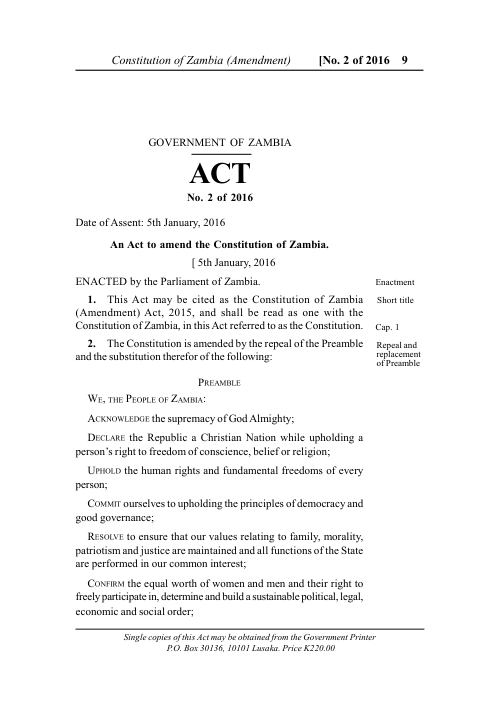 Constitution of Zambia (Amendment) [No. 2 of 2016 9
GOVERNMENT OF ZAMBIA
ACT
No. 2 of 2016
Date of Assent: 5th January, 2016
An Act to amend the Constitution of Zambia.
[ 5th January, 2016
ENACTED by the Parliament of Zambia. Enactment
1. This Act may be cited as the Constitution of Zambia Short title
(Amendment) Act, 2015, and shall be read as one with the
Constitution of Zambia, in this Act referred to as the Constitution. Cap. 1
2. The Constitution is amended by the repeal of the Preamble Repeal and
and the substitution therefor of the following: replacement
of Preamble
PREAMBLE
WE, THE PEOPLE OF ZAMBIA:
ACKNOWLEDGE the supremacy of God Almighty;
DECLARE the Republic a Christian Nation while upholding a
person's right to freedom of conscience, belief or religion;
UPHOLD the human rights and fundamental freedoms of every
person;
COMMIT ourselves to upholding the principles of democracy and
good governance;
RESOLVE to ensure that our values relating to family, morality,
patriotism and justice are maintained and all functions of the State
are performed in our common interest;
CONFIRM the equal worth of women and men and their right to
freely participate in, determine and build a sustainable political, legal,
economic and social order;
Single copies of this Act may be obtained from the Government Printer
P.O. Box 30136, 10101 Lusaka. Price K220.00